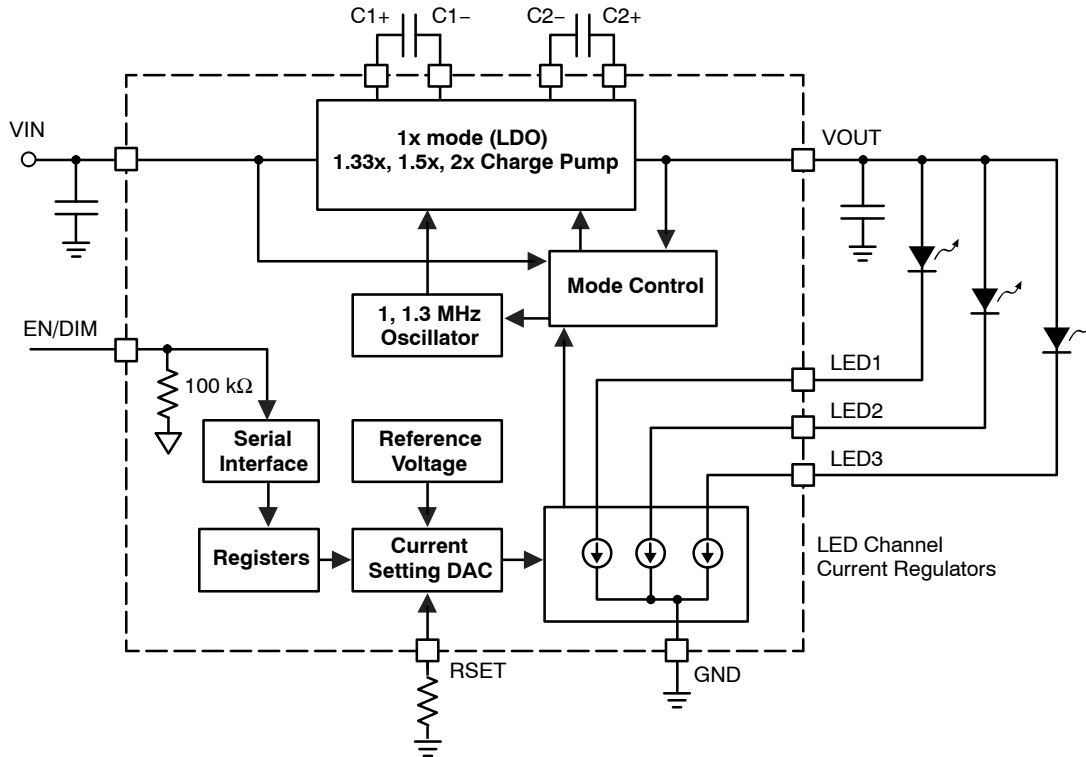 C1+
C1−
C2−
C2+
VIN
1x mode (LDO)
1.33x, 1.5x, 2x Charge Pump
VOUT
Mode Control
1, 1.3 MHz
Oscillator
EN/DIM
100 kΩ
LED1
LED2
LED3
Serial
Interface
Reference
Voltage
Registers
Current
Setting DAC
LED Channel
Current Regulators
RSET
GND